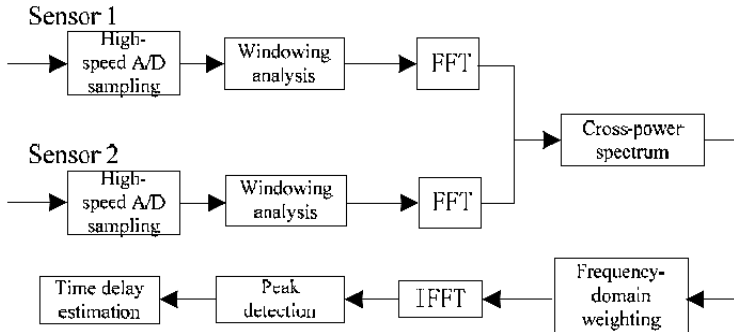 Sensor 1
High-
speed A/D
sampling
Windowing
analysis
FFT
Cross-power
spectrum
Sensor 2
High-
speed A/D
sampling
Windowing
analysis
FFT
Time delay
estimation
Peak
detection
IFFT
Frequency-
domain
weighting